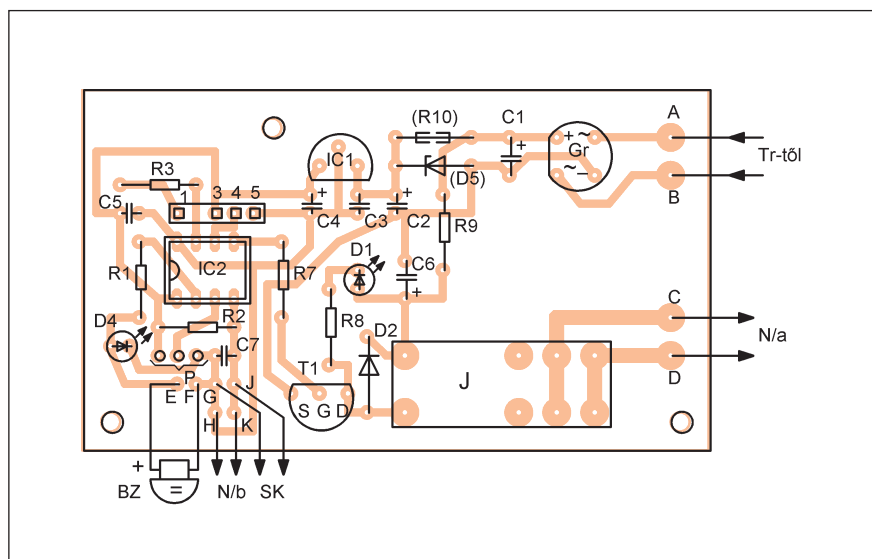 (R10) C1 A
IC1 + ~ Gr ~ –
+ (D5) Tr-től
R3 B
1 3 4 5
C5 + C4 C3 + C2
R9
D1
R1 IC2 R7 C6
+
R8 D2 C
D4 R2 N/a
C7 T1 D
P J
E F G J
S G D
H K
+
BZ = N/b SK